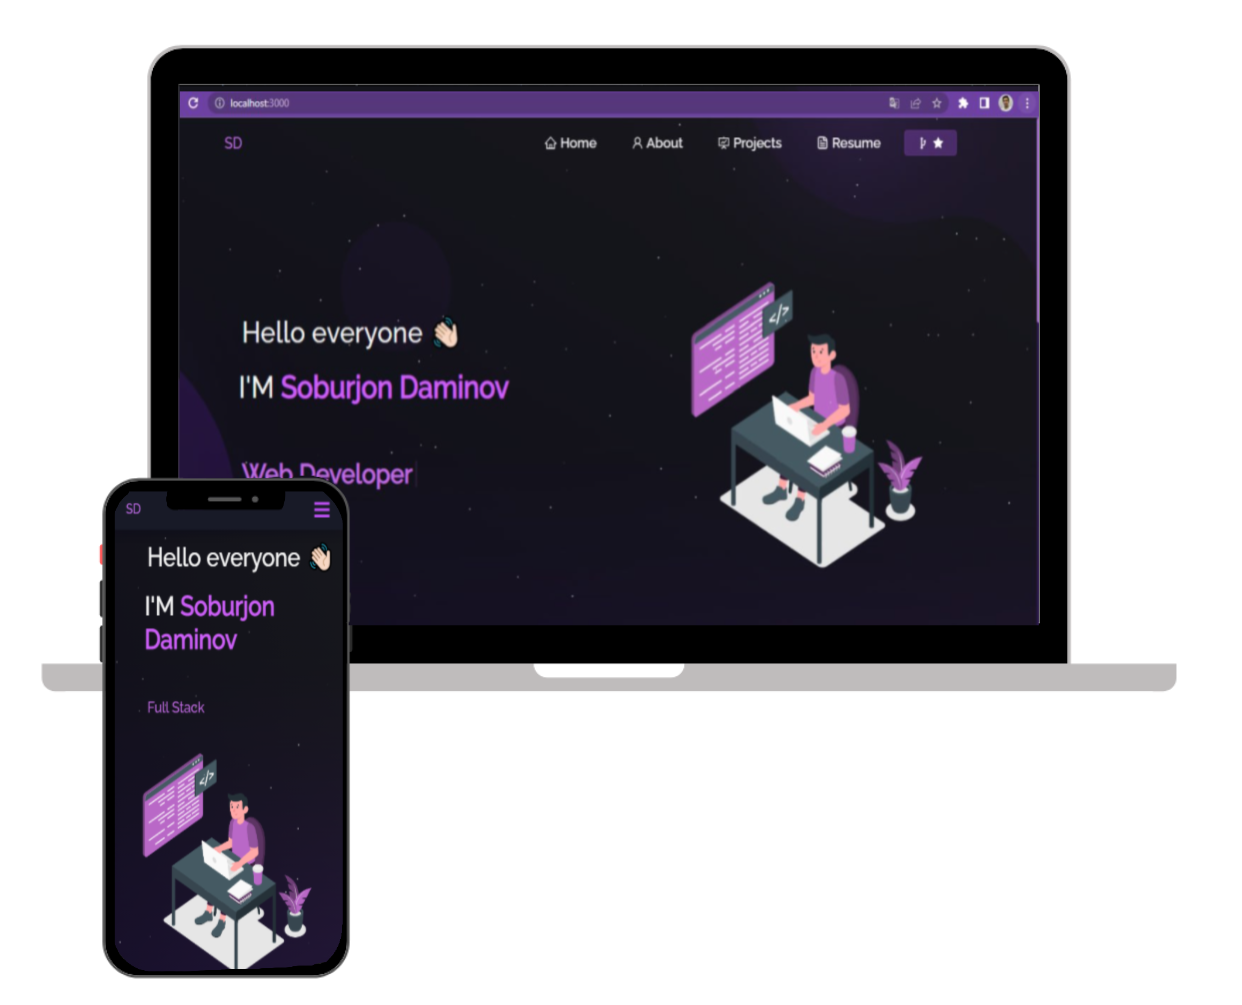 localhost:3000
SD
Home
About
Projects
Resume
Hello everyone 👋🏻
I'M Soburjon Daminov
Web Developer
</>
SD
Hello everyone 👋🏻
I'M Soburjon
Daminov
Full Stack
</>